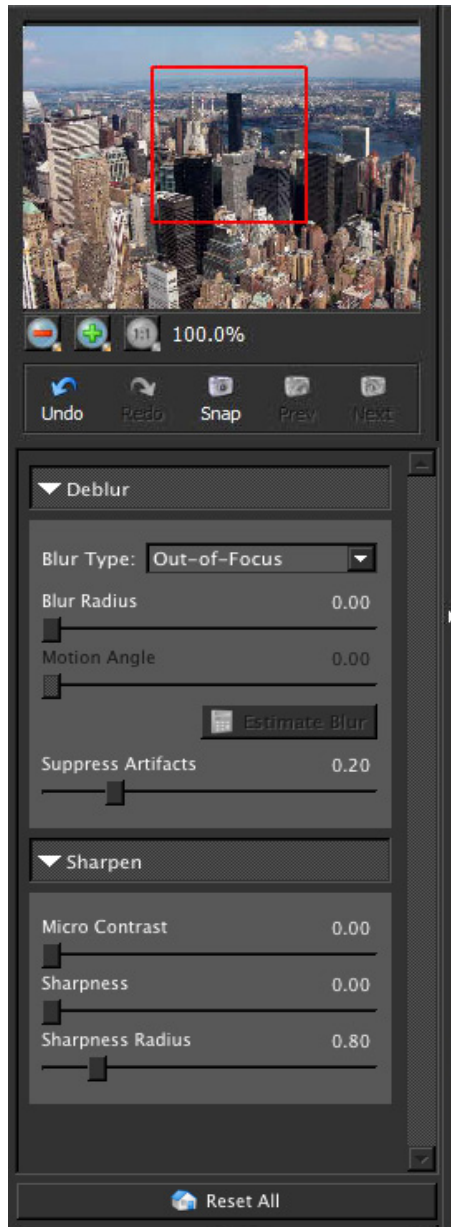 1:1 100.0%
Undo Redo Snap Prev Next
Deblur
Blur Type: Out-of-Focus
Blur Radius 0.00
Motion Angle 0.00
Estimate Blur
Suppress Artifacts 0.20
Sharpen
Micro Contrast 0.00
Sharpness 0.00
Sharpness Radius 0.80
Reset All